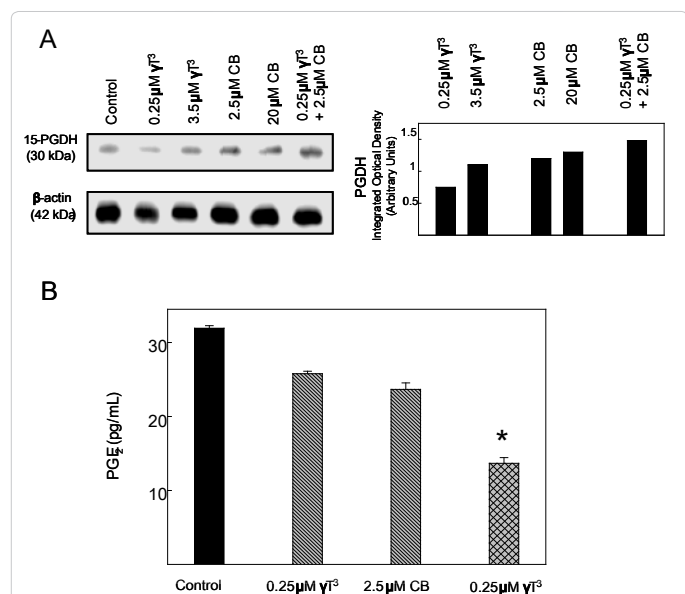 A
Control
0.25µM γT³
3.5µM γT³
2.5µM CB
20µM CB
0.25µM γT³
+ 2.5µM CB
15-PGDH
(30 kDa)
β-actin
(42 kDa)
0.25µM γT³
3.5µM γT³
2.5µM CB
20µM CB
0.25µM γT³
+ 2.5µM CB
PGDH
Integrated Optical Density
(Arbitrary Units)
1.5
1
0.5
B
PGE₂ (pg/mL)
30
20
10
*
Control
0.25µM γT³
2.5µM CB
0.25µM γT³